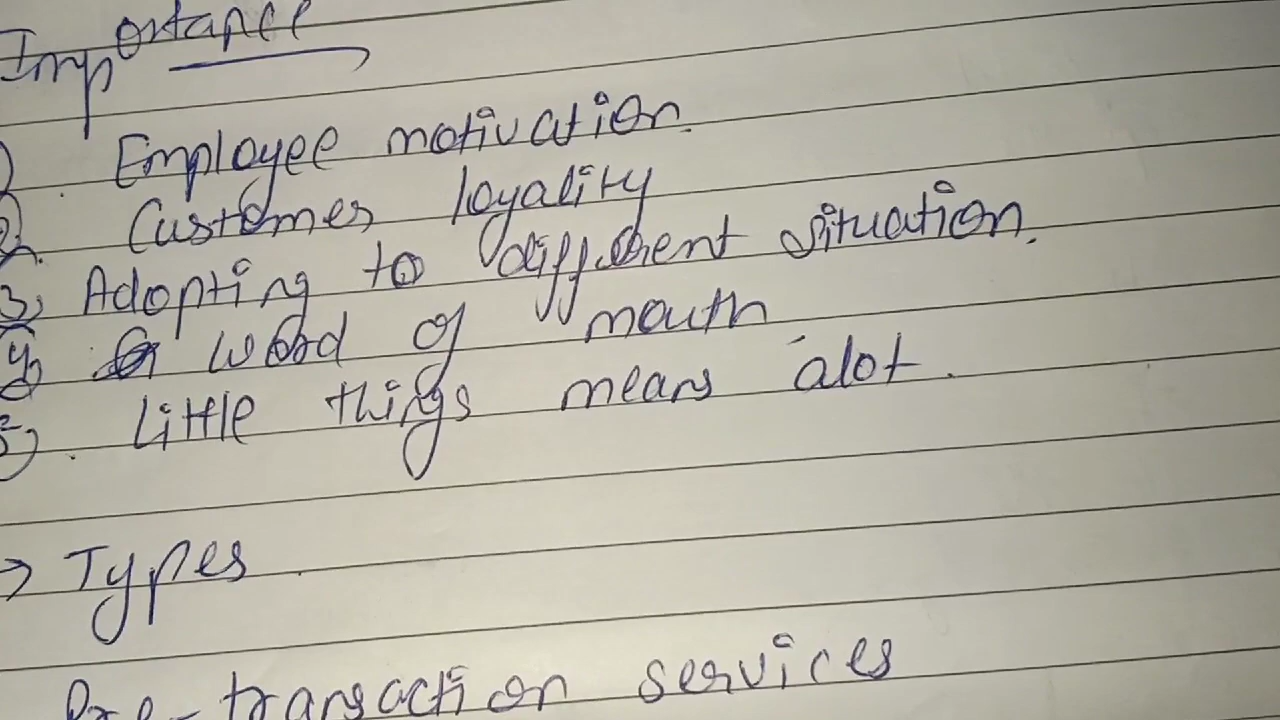 Importance
1) Employee motivation.
2) Customer loyality
3) Adopting to different situation.
4) word of mouth
5) Little things means alot.
→ Types
Pre-transaction services